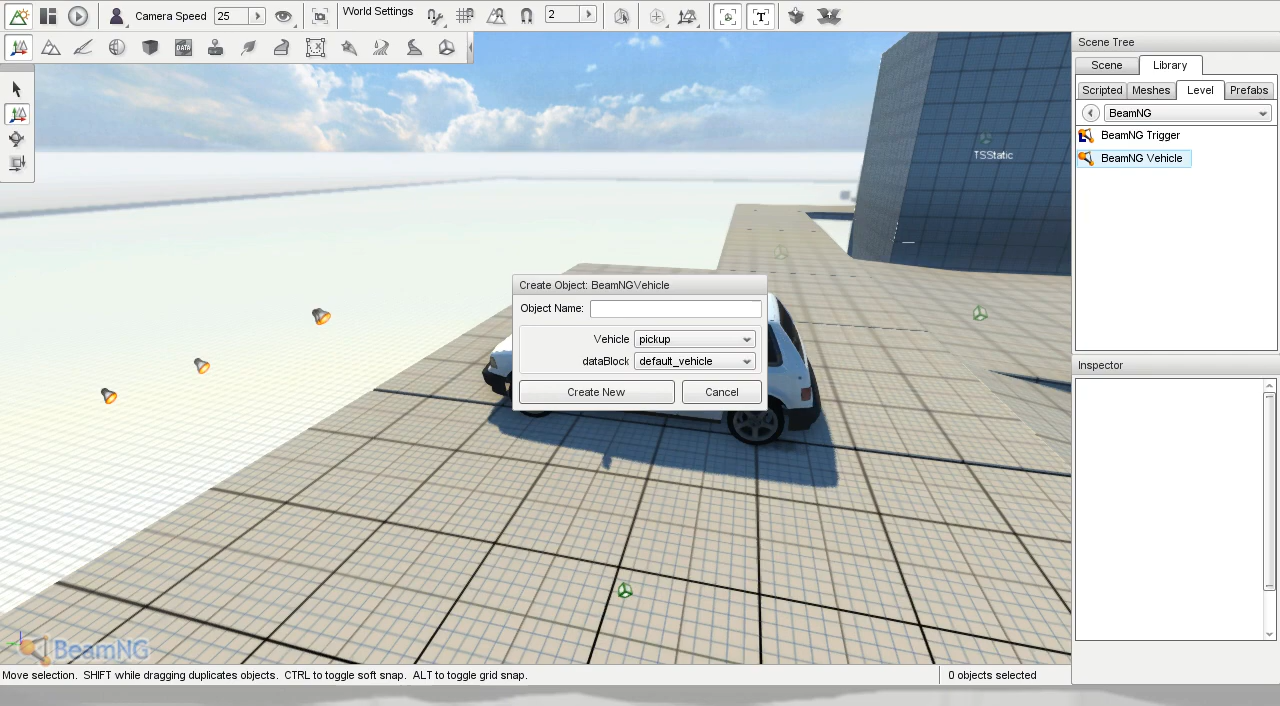 Camera Speed 25
World Settings
2
T
DATA
Scene Tree
Scene Library
Scripted Meshes Level Prefabs
BeamNG
BeamNG Trigger
BeamNG Vehicle
TSStatic
Create Object: BeamNGVehicle
Object Name:
Vehicle pickup
dataBlock default_vehicle
Create New Cancel
Inspector
BeamNG
Move selection. SHIFT while dragging duplicates objects. CTRL to toggle soft snap. ALT to toggle grid snap.
0 objects selected